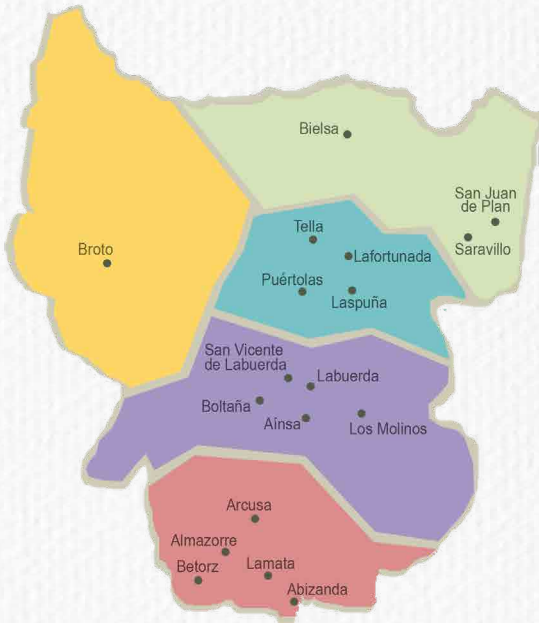 Bielsa
San Juan
de Plan
Saravillo
Broto
Tella
Lafortunada
Puértolas
Laspuña
San Vicente
de Labuerda
Labuerda
Boltaña
Aínsa
Los Molinos
Arcusa
Almazorre
Betorz
Lamata
Abizanda